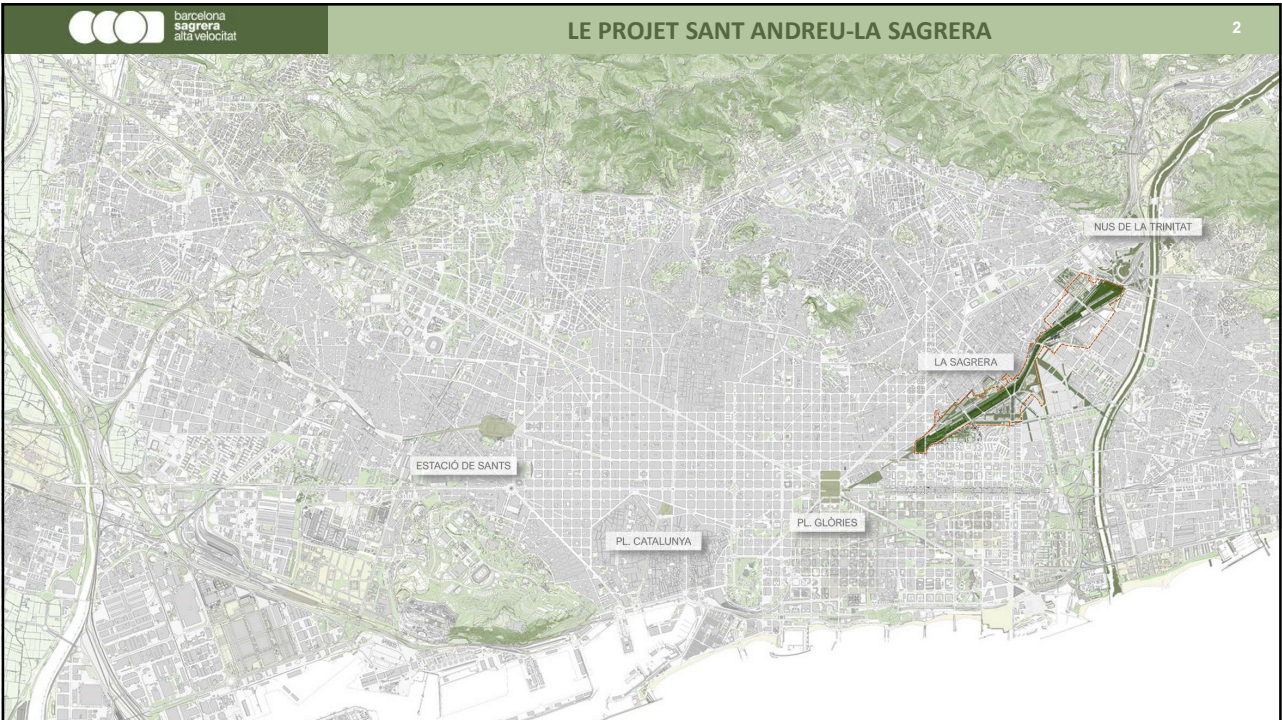 barcelona
sagrera
alta velocitat
LE PROJET SANT ANDREU-LA SAGRERA
2
NUS DE LA TRINITAT
LA SAGRERA
ESTACIÓ DE SANTS
PL. GLÒRIES
PL. CATALUNYA